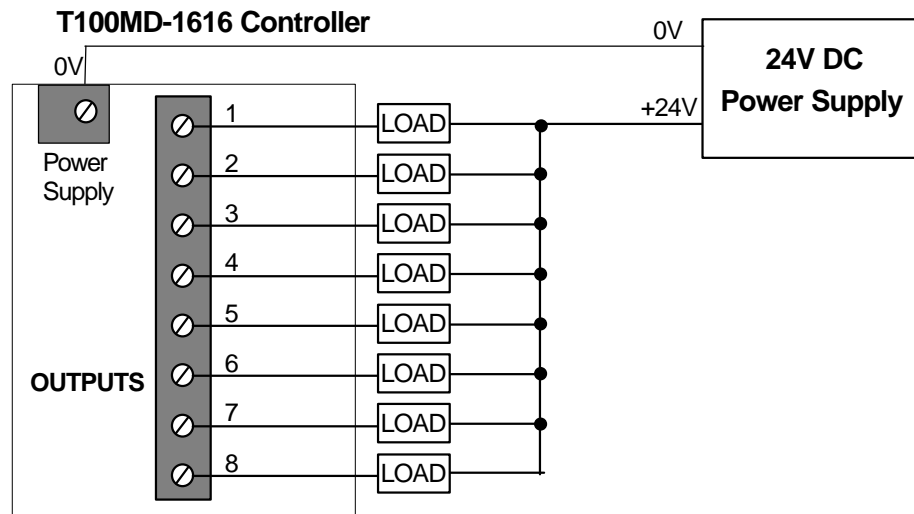 T100MD-1616 Controller
0V
0V
24V DC
Power Supply
+24V
Power
Supply
1
LOAD
2
LOAD
3
LOAD
4
LOAD
5
LOAD
OUTPUTS
6
LOAD
7
LOAD
8
LOAD